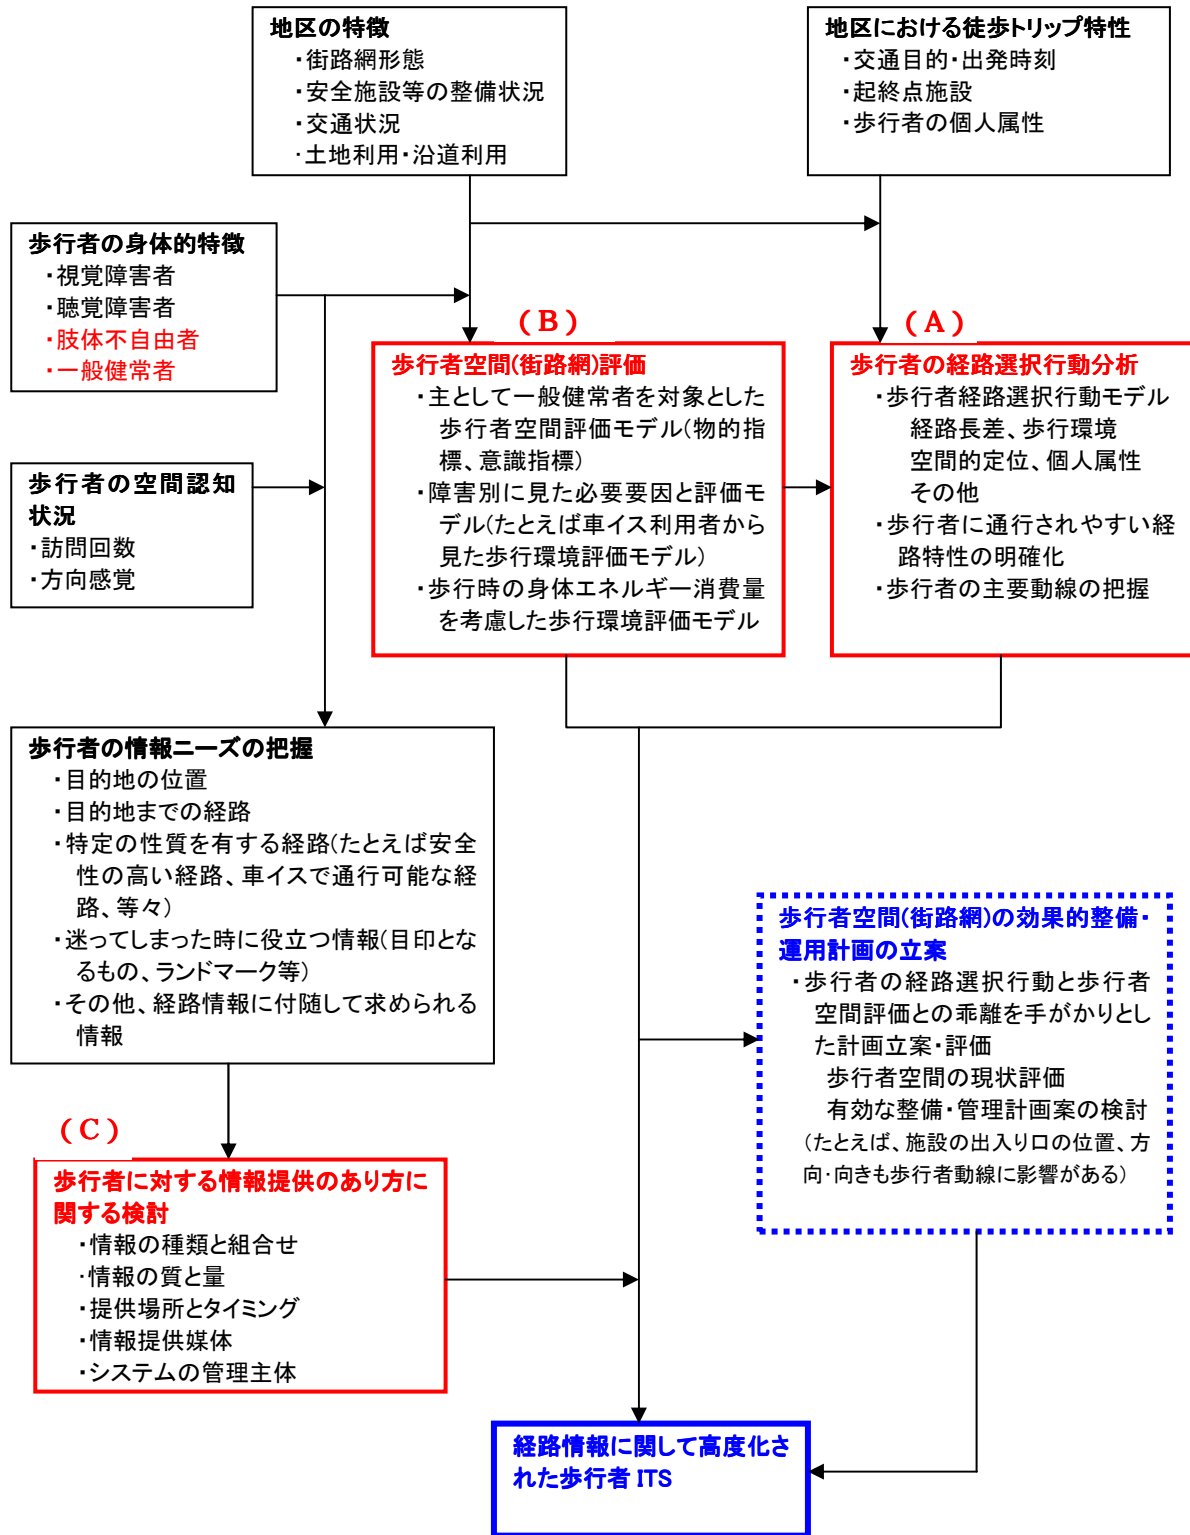 地区の特徴
・街路網形態
・安全施設等の整備状況
・交通状況
・土地利用・沿道利用
地区における徒歩トリップ特性
・交通目的・出発時刻
・起終点施設
・歩行者の個人属性
歩行者の身体的特徴
・視覚障害者
・聴覚障害者
・肢体不自由者
・一般健常者
歩行者の空間認知
状況
・訪問回数
・方向感覚
（B）
歩行者空間(街路網)評価
・主として一般健常者を対象とした
歩行者空間評価モデル(物的指
標、意識指標)
・障害別に見た必要要因と評価モ
デル(たとえば車イス利用者から
見た歩行環境評価モデル)
・歩行時の身体エネルギー消費量
を考慮した歩行環境評価モデル
（A）
歩行者の経路選択行動分析
・歩行者経路選択行動モデル
経路長差、歩行環境
空間的定位、個人属性
その他
・歩行者に通行されやすい経
路特性の明確化
・歩行者の主要動線の把握
歩行者の情報ニーズの把握
・目的地の位置
・目的地までの経路
・特定の性質を有する経路(たとえば安全
性の高い経路、車イスで通行可能な経
路、等々)
・迷ってしまった時に役立つ情報(目印とな
るもの、ランドマーク等)
・その他、経路情報に付随して求められる
情報
歩行者空間(街路網)の効果的整備・
運用計画の立案
・歩行者の経路選択行動と歩行者
空間評価との乖離を手がかりとし
た計画立案・評価
歩行者空間の現状評価
有効な整備・管理計画案の検討
(たとえば、施設の出入り口の位置、方
向・向きも歩行者動線に影響がある)
（C）
歩行者に対する情報提供のあり方に
関する検討
・情報の種類と組合せ
・情報の質と量
・提供場所とタイミング
・情報提供媒体
・システムの管理主体
経路情報に関して高度化さ
れた歩行者 ITS